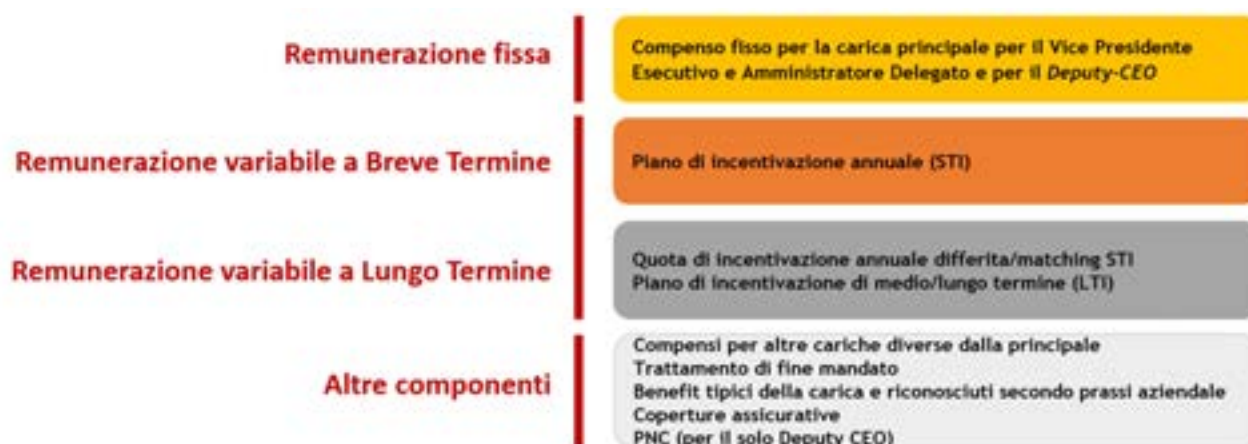 Remunerazione fissa
Compenso fisso per la carica principale per il Vice Presidente
Esecutivo e Amministratore Delegato e per il Deputy-CEO
Remunerazione variabile a Breve Termine
Piano di incentivazione annuale (STI)
Remunerazione variabile a Lungo Termine
Quota di incentivazione annuale differita/matching STI
Piano di incentivazione di medio/lungo termine (LTI)
Altre componenti
Compensi per altre cariche diverse dalla principale
Trattamento di fine mandato
Benefit tipici della carica e riconosciuti secondo prassi aziendale
Coperture assicurative
PNC (per il solo Deputy CEO)